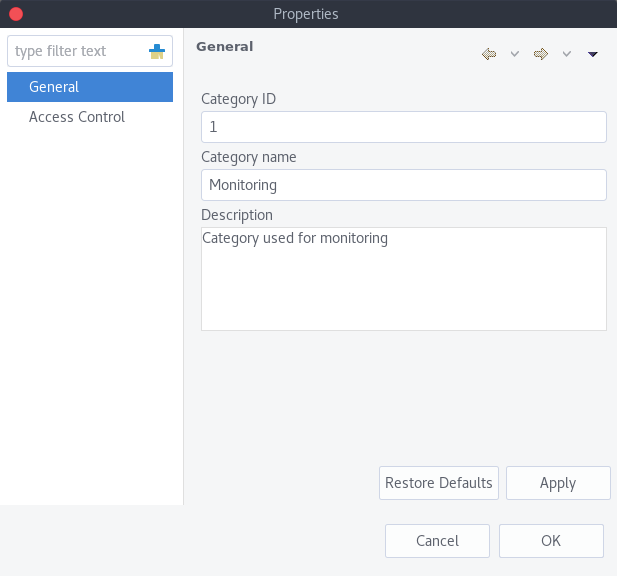 Properties
type filter text
General
Access Control
General
Category ID
1
Category name
Monitoring
Description
Category used for monitoring
Restore Defaults
Apply
Cancel
OK